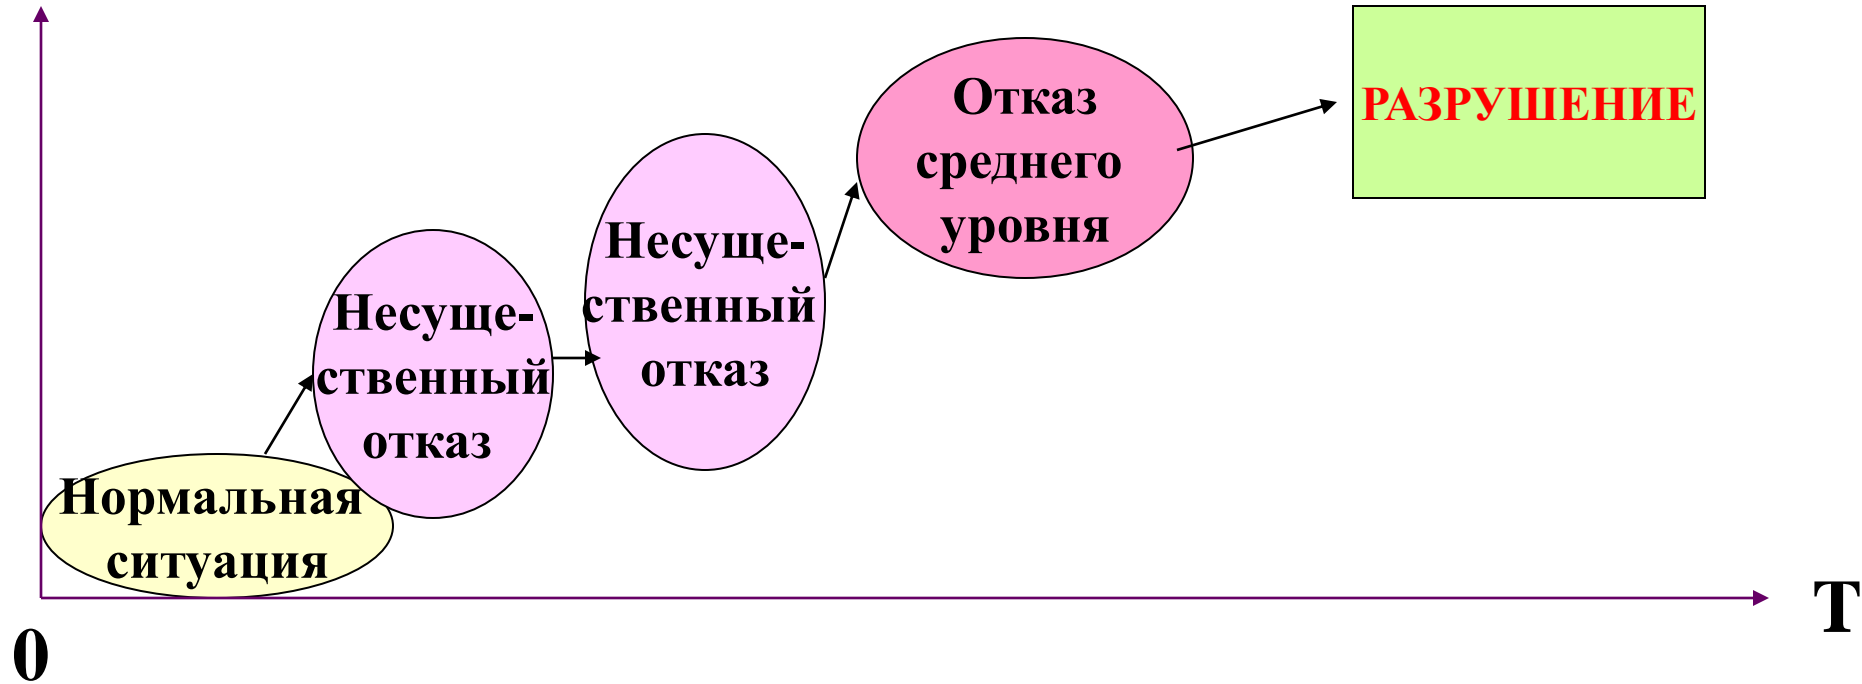 Нормальная
ситуация
Несуще-
ственный
отказ
Несуще-
ственный
отказ
Отказ
среднего
уровня
РАЗРУШЕНИЕ
0
Т